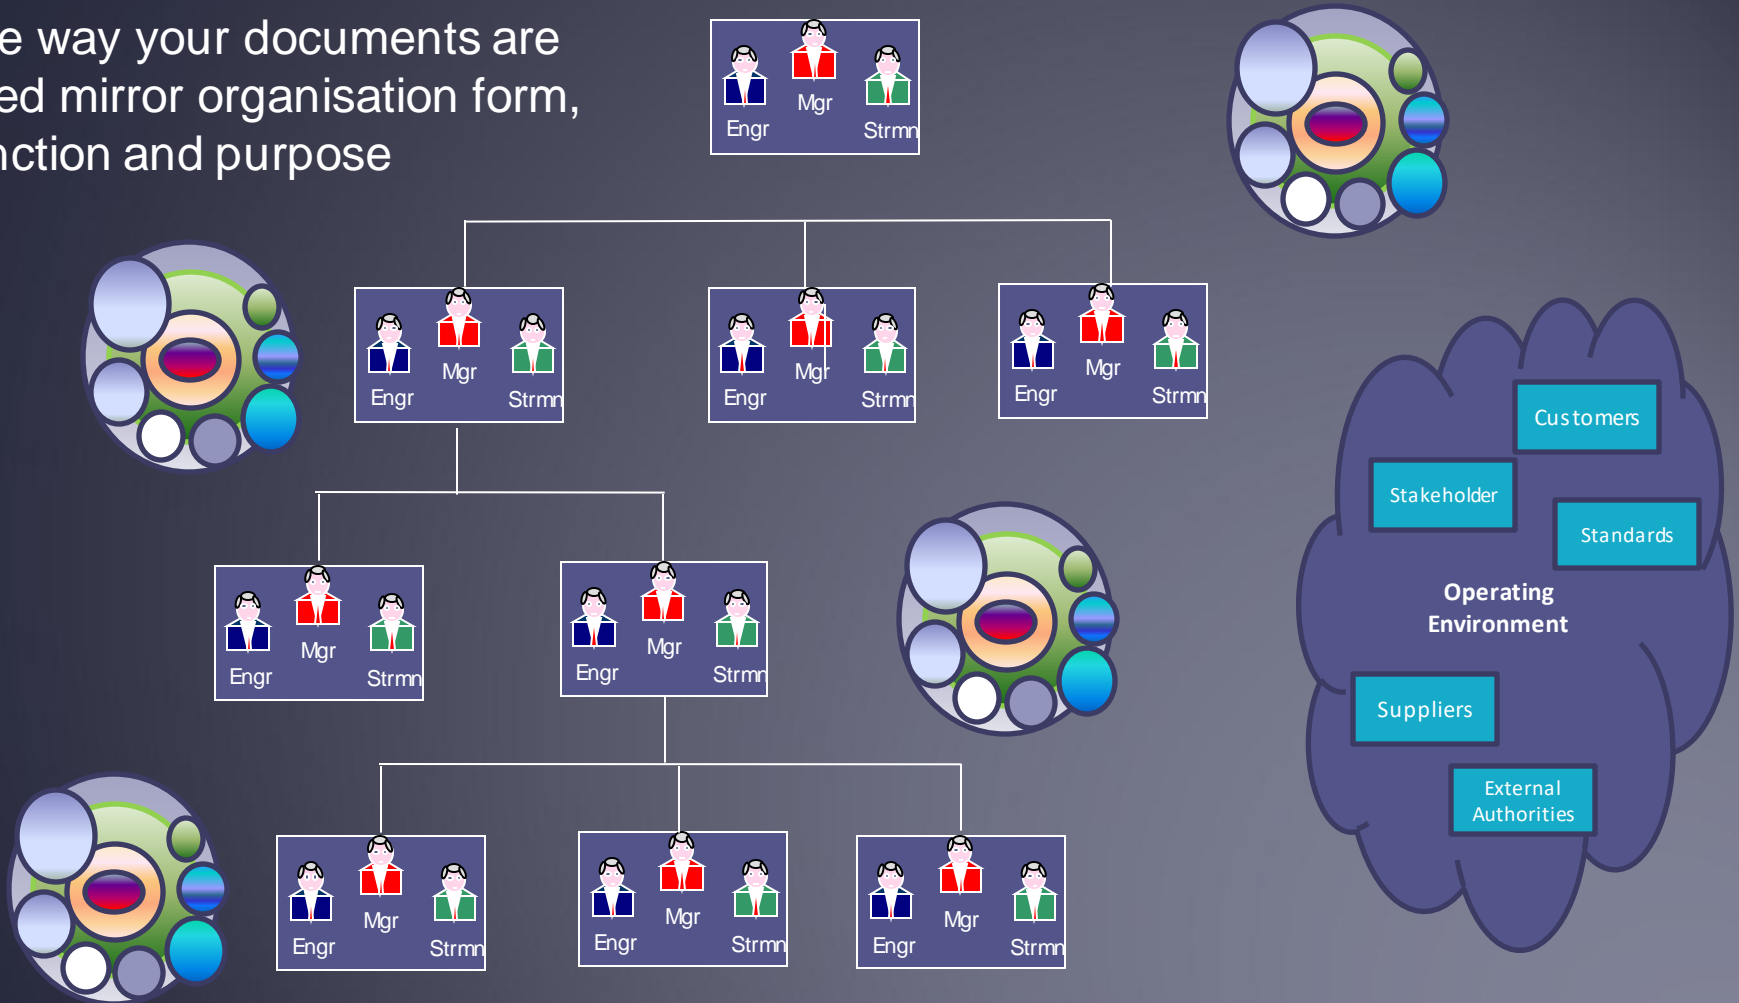 e way your documents are
ed mirror organisation form,
nction and purpose
Mgr
Engr
Strmn
Mgr
Engr
Strmn
Mgr
Engr
Strmn
Mgr
Engr
Strmn
Customers
Stakeholder
Standards
Operating
Environment
Suppliers
External
Authorities
Mgr
Engr
Strmn
Mgr
Engr
Strmn
Mgr
Engr
Strmn
Mgr
Engr
Strmn
Mgr
Engr
Strmn